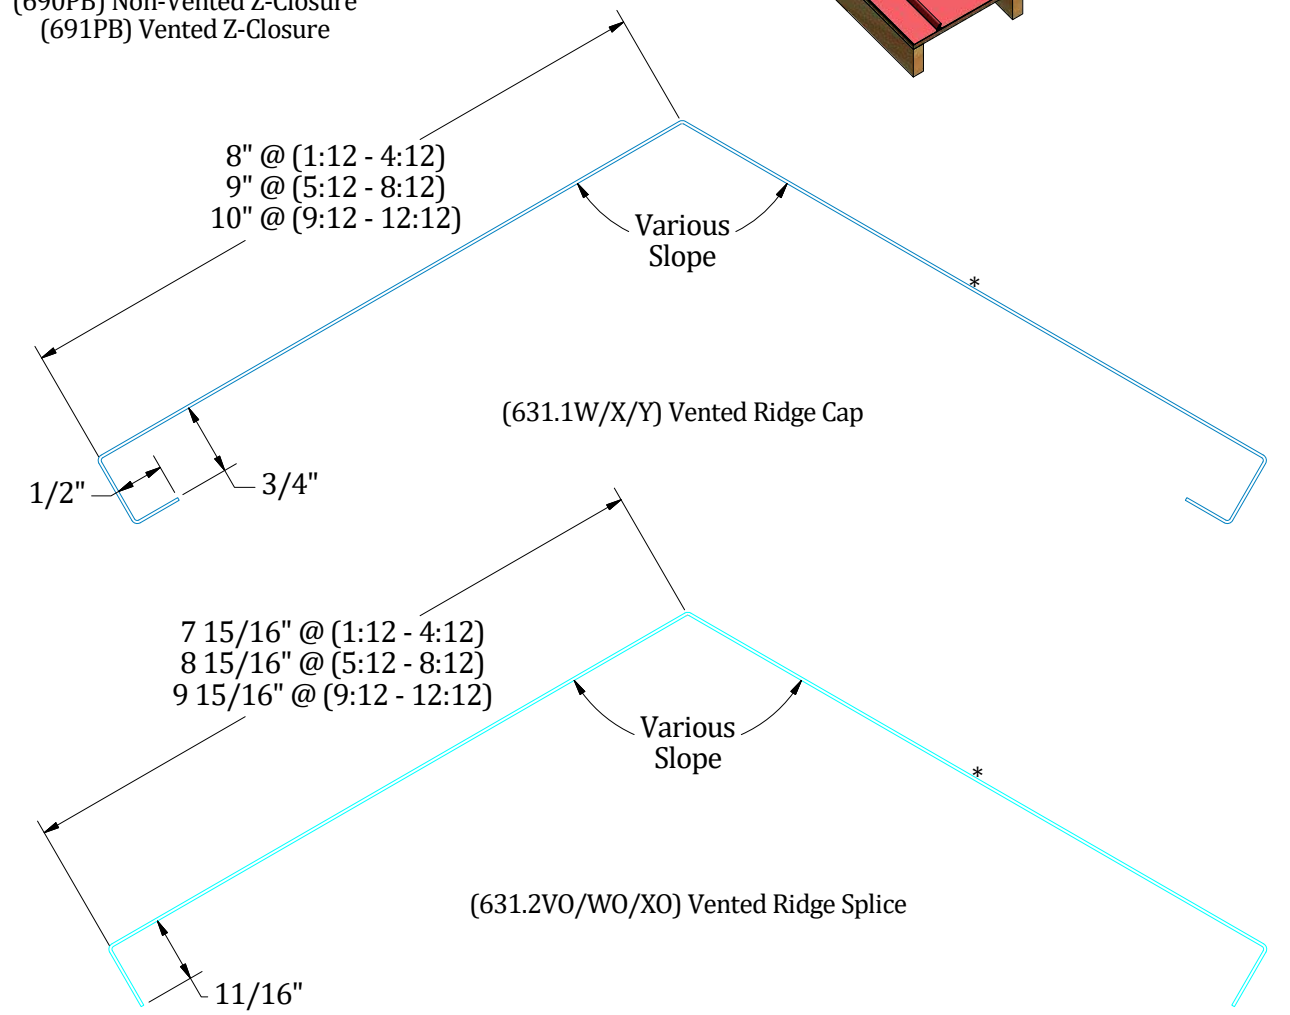 (690PB) Non-Vented Z-Closure
(691PB) Vented Z-Closure
8" @ (1:12 - 4:12)
9" @ (5:12 - 8:12)
10" @ (9:12 - 12:12)
Various
Slope
*
(631.1W/X/Y) Vented Ridge Cap
1/2"
3/4"
7 15/16" @ (1:12 - 4:12)
8 15/16" @ (5:12 - 8:12)
9 15/16" @ (9:12 - 12:12)
Various
Slope
*
(631.2VO/WO/XO) Vented Ridge Splice
11/16"